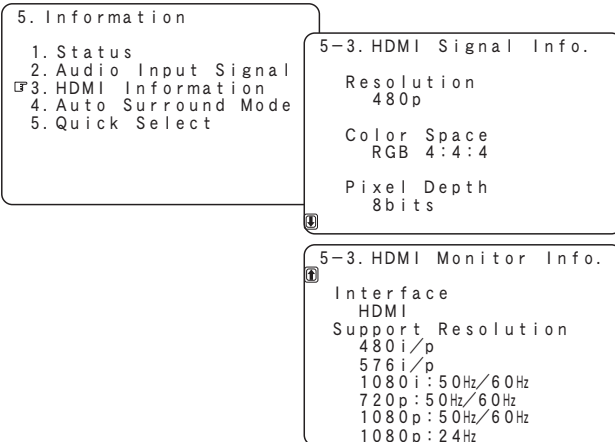 5. Information
1. Status
2. Audio Input Signal
☞3. HDMI Information
4. Auto Surround Mode
5. Quick Select
5-3. HDMI Signal Info.
Resolution
480p
Color Space
RGB 4:4:4
Pixel Depth
8bits
5-3. HDMI Monitor Info.
Interface
HDMI
Support Resolution
480i/p
576i/p
1080i:50Hz/60Hz
720p:50Hz/60Hz
1080p:50Hz/60Hz
1080p:24Hz